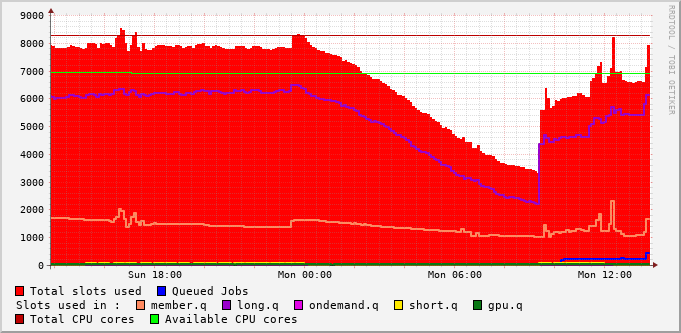 9000
8000
7000
6000
5000
4000
3000
2000
1000
0
Sun 18:00 Mon 00:00 Mon 06:00 Mon 12:00
RRDTOOL / TOBI OETIKER
Total slots used Queued Jobs
Slots used in : member.q long.q ondemand.q short.q gpu.q
Total CPU cores Available CPU cores